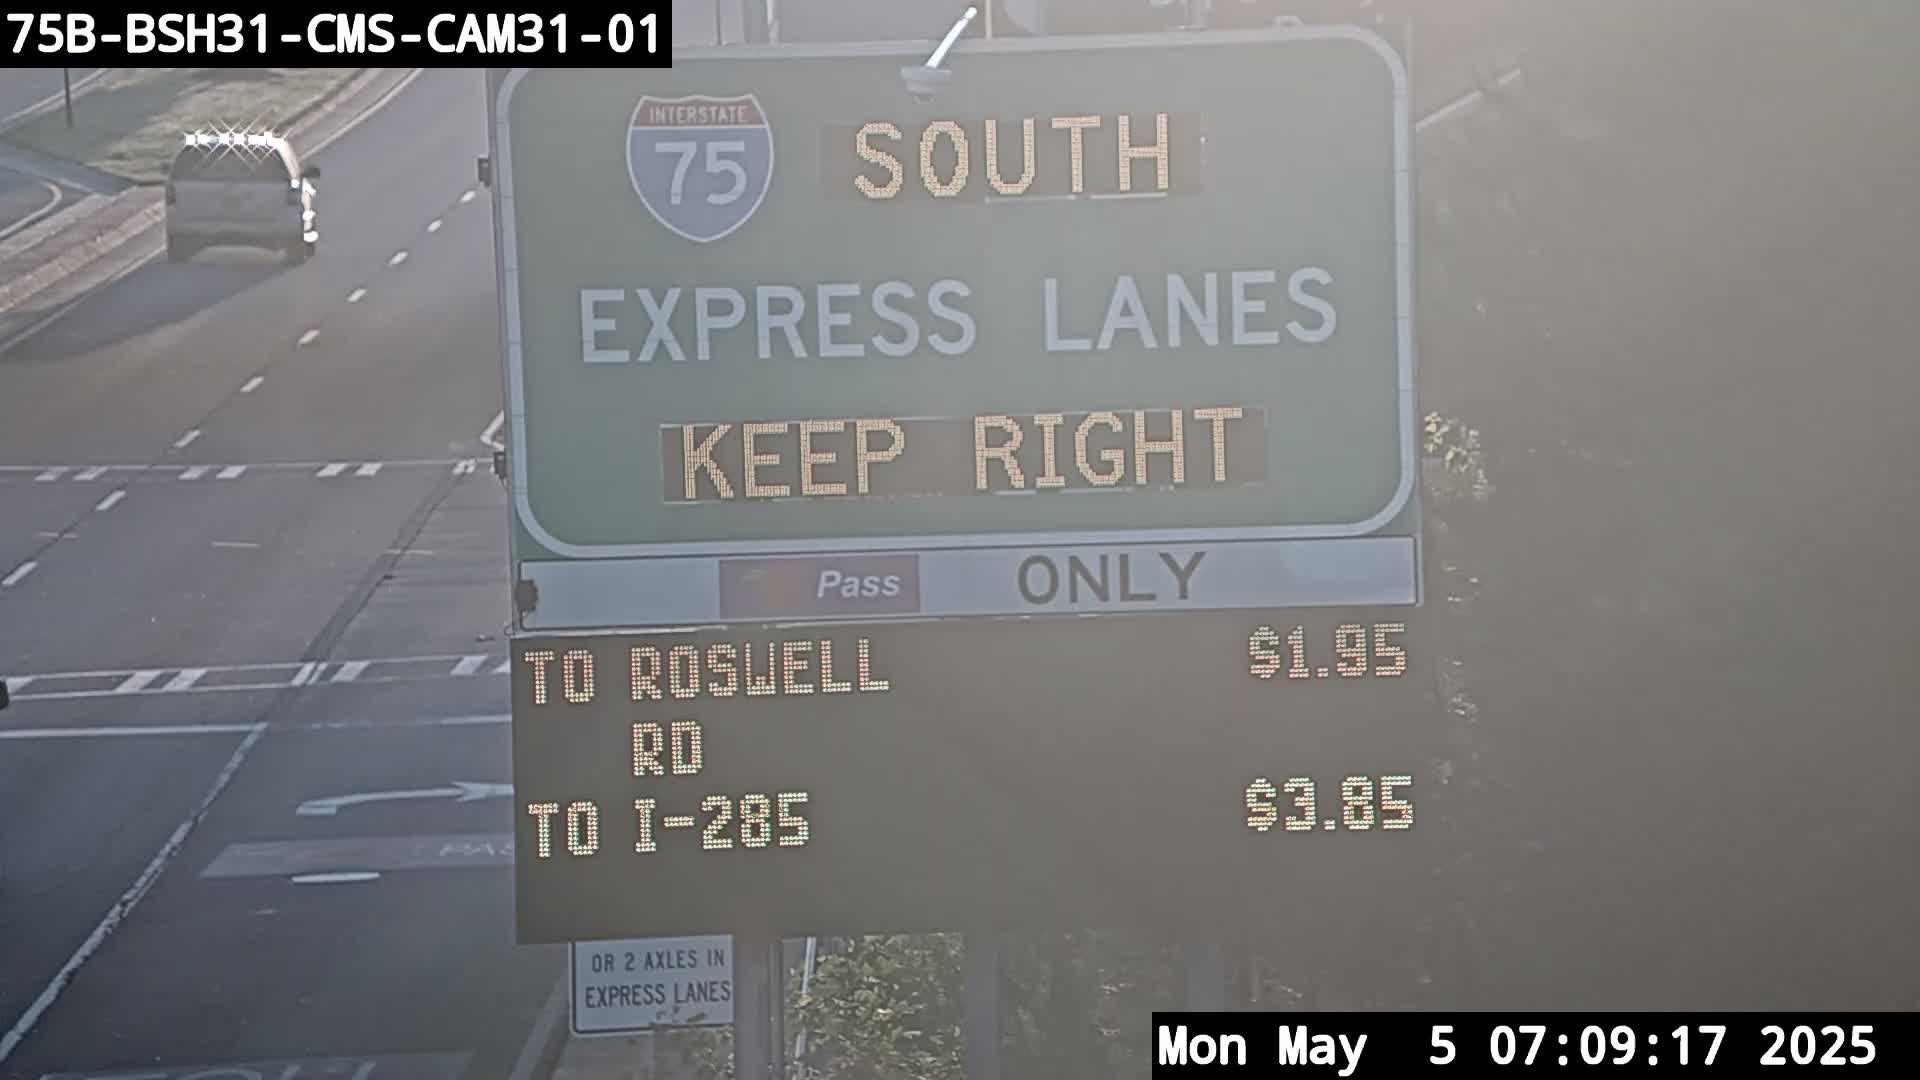 75B-BSH31-CMS-CAM31-01
INTERSTATE
75
SOUTH
EXPRESS LANES
KEEP RIGHT
Pass ONLY
TO ROSWELL $1.95
RD
TO I-285 $3.85
OR 2 AXLES IN
EXPRESS LANES
Mon May 5 07:09:17 2025